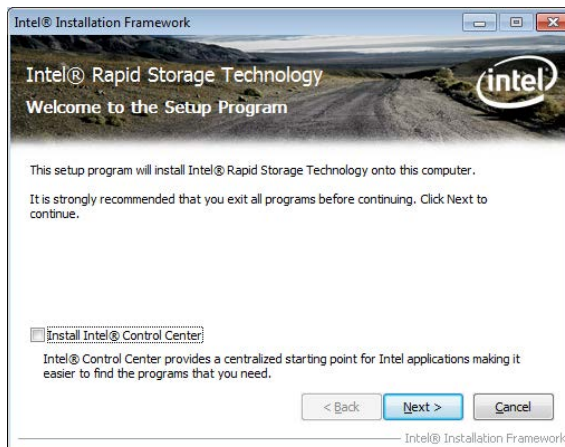 Intel® Installation Framework
Intel® Rapid Storage Technology
Welcome to the Setup Program
intel
This setup program will install Intel® Rapid Storage Technology onto this computer.
It is strongly recommended that you exit all programs before continuing. Click Next to
continue.
Install Intel® Control Center
Intel® Control Center provides a centralized starting point for Intel applications making it
easier to find the programs that you need.
< Back
Next >
Cancel
Intel® Installation Framework